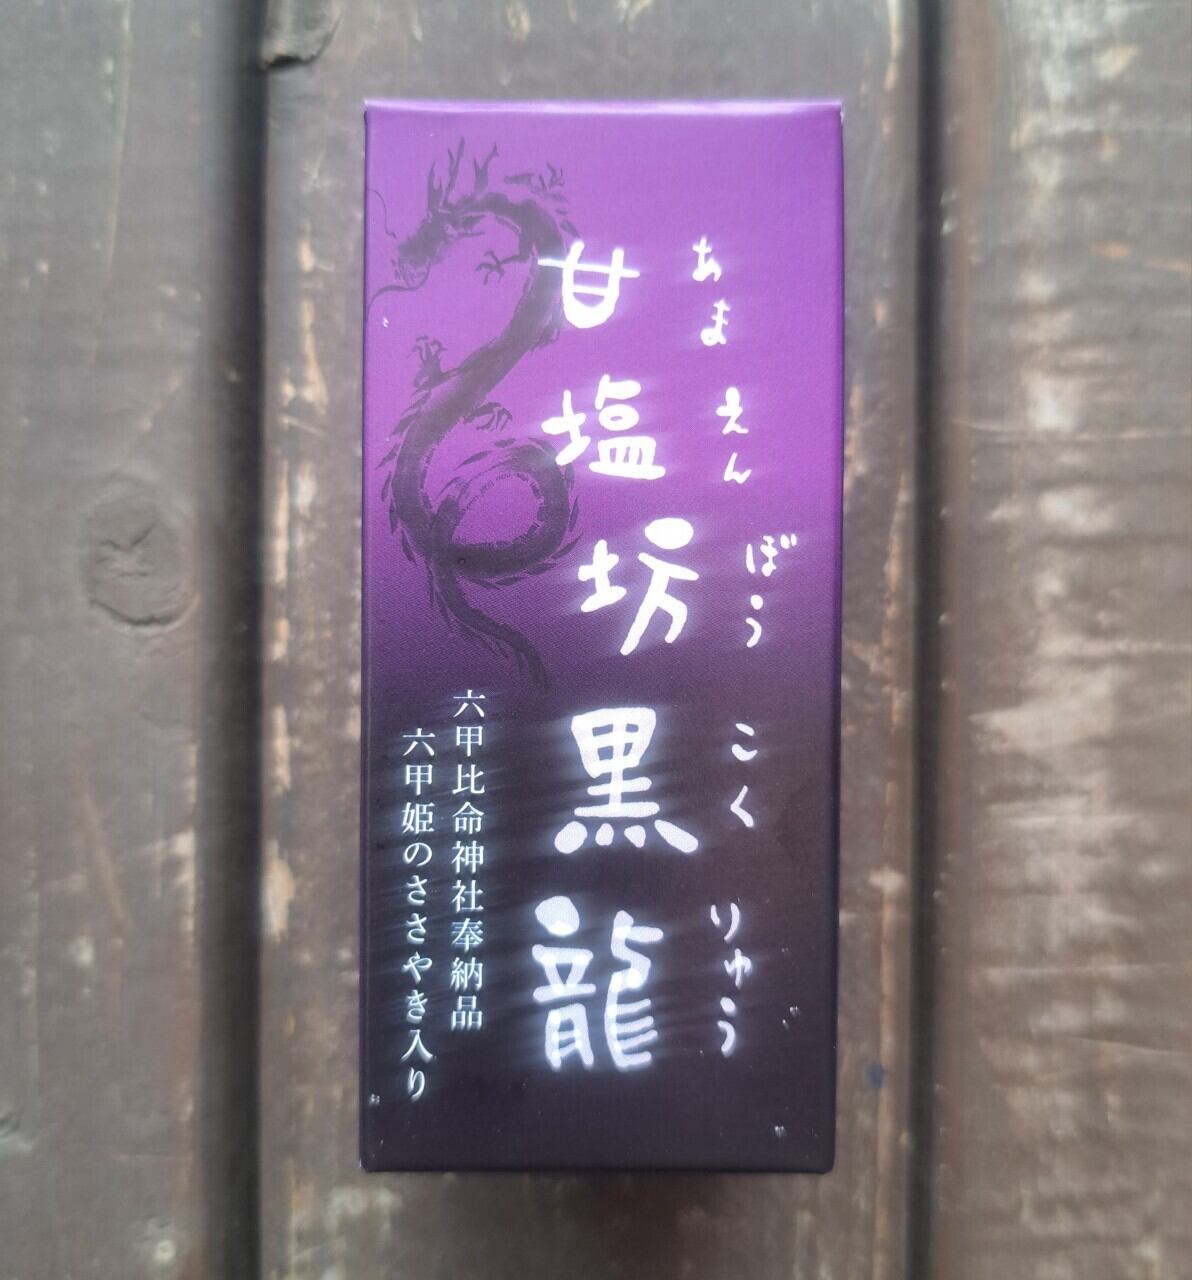 あまえんぼう こくりゅう
甘塩坊黒龍
六甲比命神社奉納品
六甲姫のささやき入り